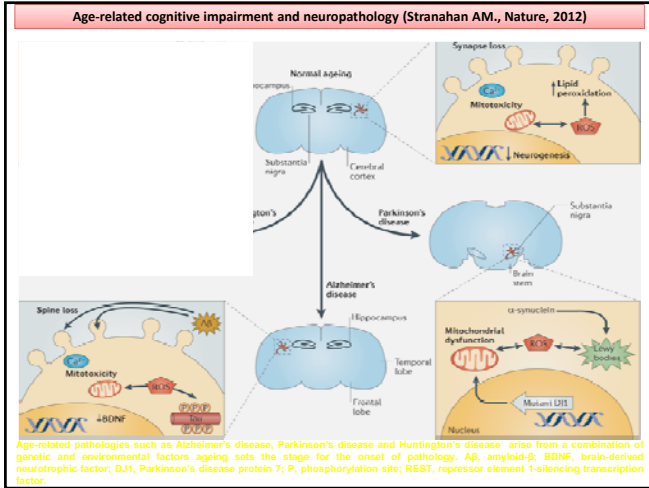 Age-related cognitive impairment and neuropathology (Stranahan AM., Nature, 2012)
Normal ageing
ocampus
Substantia
nigra
Cerebral
cortex
Synapse loss
Ca²⁺
Mitotoxicity
↑Lipid
peroxidation
ROS
↓Neurogenesis
gton's
Parkinson's
disease
Substantia
nigra
Brain
stem
Alzheimer's
disease
Hippocampus
Temporal
lobe
Frontal
lobe
Spine loss
Aβ
Ca²⁺
Mitotoxicity
ROS
↓BDNF
P P P
Tau
P P P
α-synuclein
Mitochondrial
dysfunction
ROS
Lewy
bodies
Mutant DJ1
Nucleus
Age-related pathologies such as Alzheimer's disease, Parkinson's disease and Huntington's disease arise from a combination of
genetic and environmental factors ageing sets the stage for the onset of pathology. Aβ, amyloid-β; BDNF, brain-derived
neurotrophic factor; DJ1, Parkinson's disease protein 7; P, phosphorylation site; REST, repressor element 1-silencing transcription
factor.